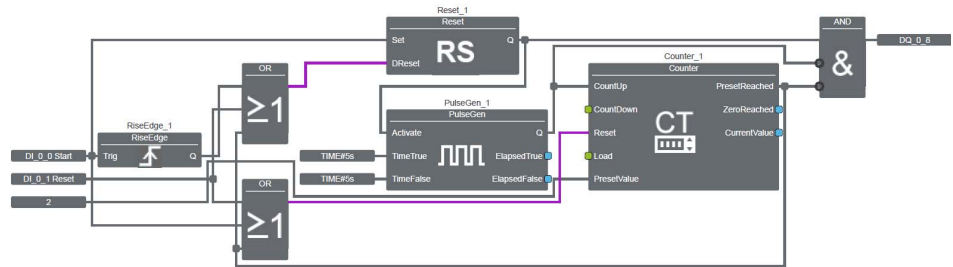 Reset_1
Reset
Set
Q
DReset
RS
AND
&
DQ_0_8
OR
≥1
Counter_1
Counter
CountUp
PresetReached
CountDown
ZeroReached
Reset
CT
CurrentValue
Load
PresetValue
PulseGen_1
PulseGen
Activate
Q
TIME#5s
TimeTrue
ElapsedTrue
TIME#5s
TimeFalse
ElapsedFalse
RiseEdge_1
RiseEdge
DI_0_0 Start
Trig
Q
DI_0_1 Reset
2
OR
≥1